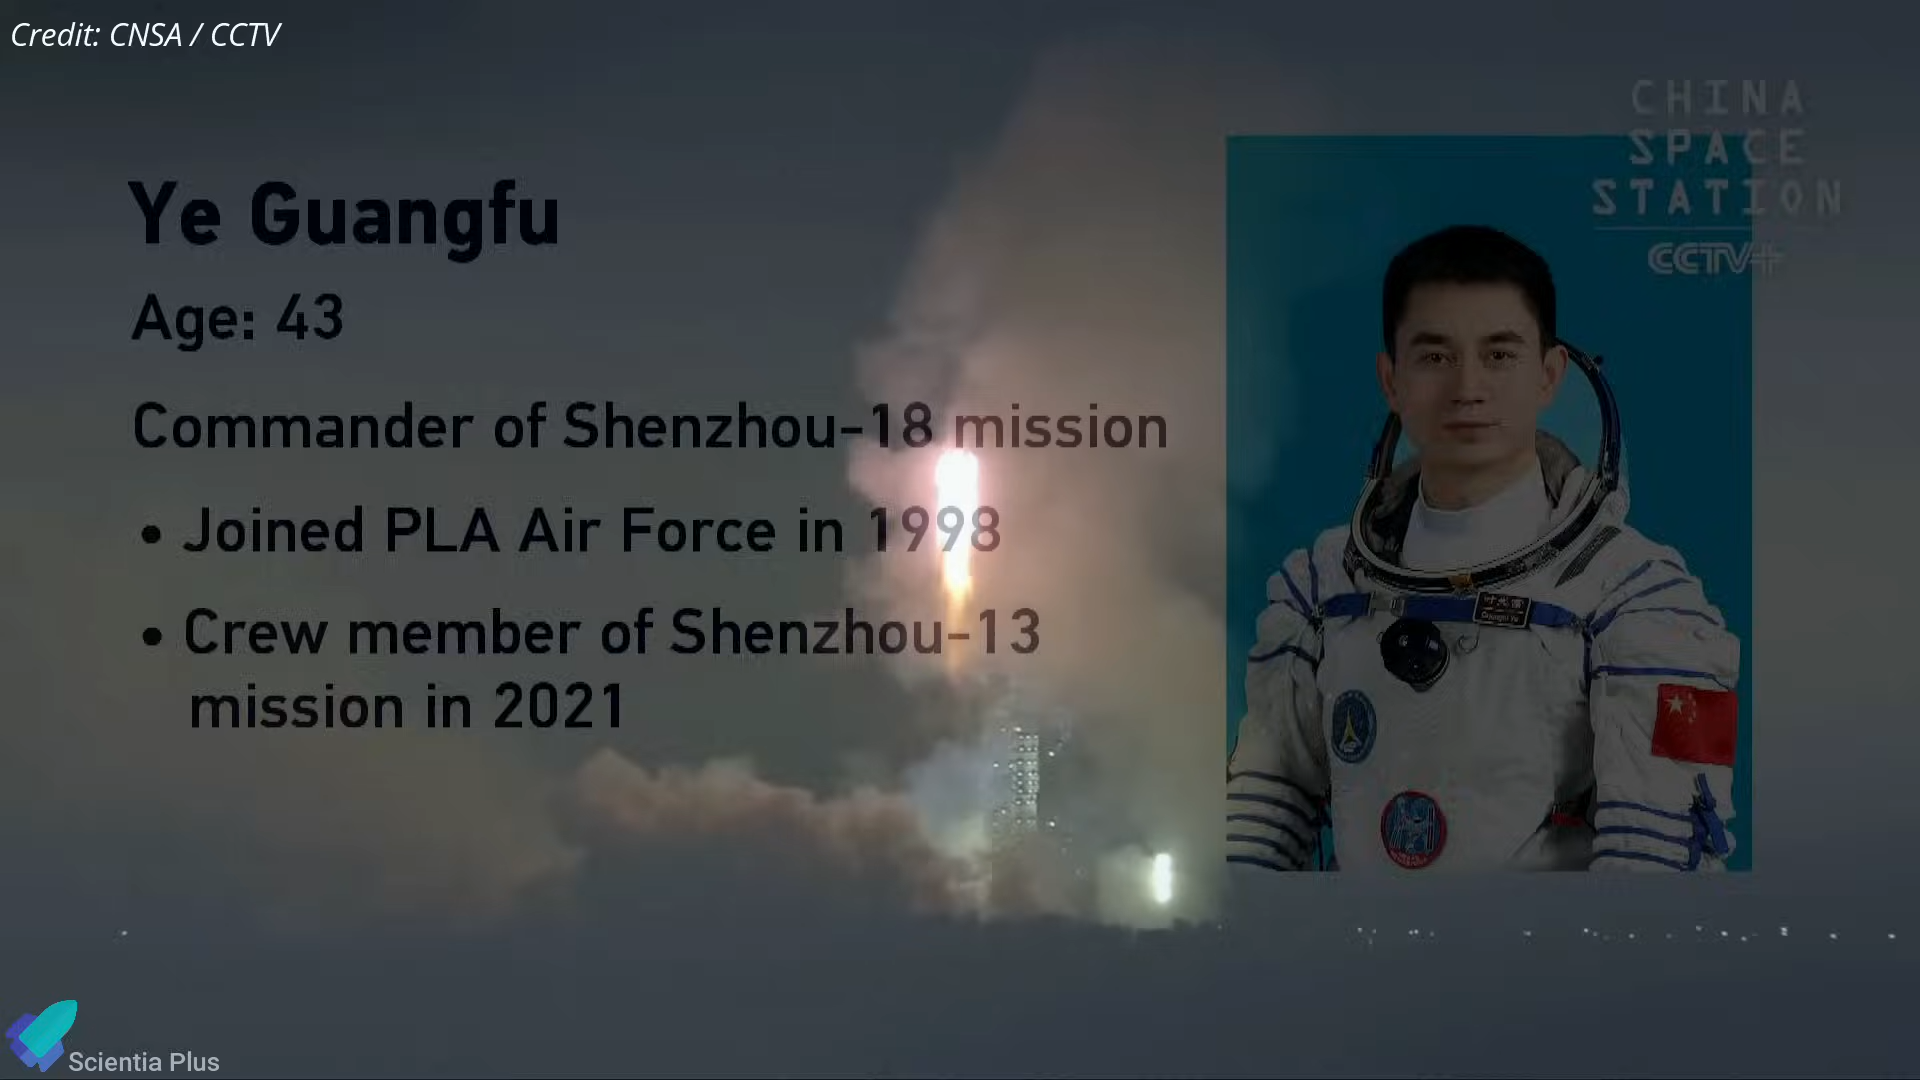 Credit: CNSA / CCTV
CHINA
SPACE
STATION
CCTV+
Ye Guangfu
Age: 43
Commander of Shenzhou-18 mission
• Joined PLA Air Force in 1998
• Crew member of Shenzhou-13
mission in 2021
Scientia Plus